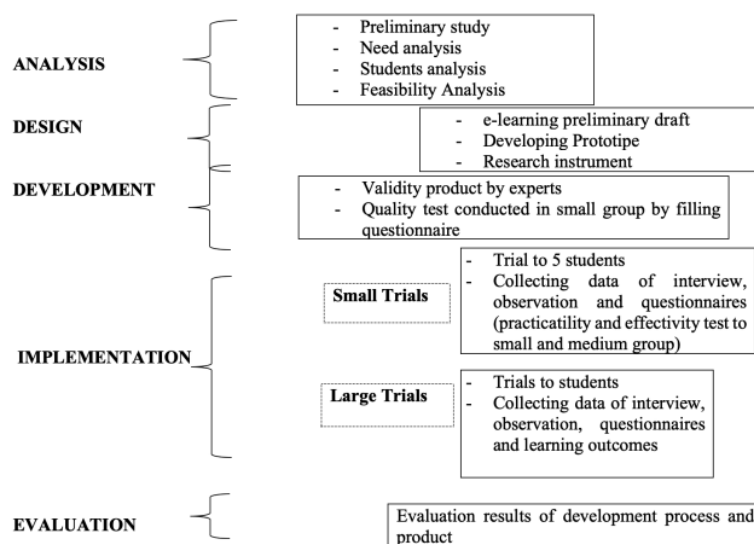 ANALYSIS
- Preliminary study
- Need analysis
- Students analysis
- Feasibility Analysis
DESIGN
- e-learning preliminary draft
- Developing Prototipe
- Research instrument
DEVELOPMENT
- Validity product by experts
- Quality test conducted in small group by filling
questionnaire
IMPLEMENTATION
Small Trials
- Trial to 5 students
- Collecting data of interview,
observation and questionnaires
(practicatility and effectivity test to
small and medium group)
Large Trials
- Trials to students
- Collecting data of interview,
observation, questionnaires
and learning outcomes
EVALUATION
Evaluation results of development process and
product